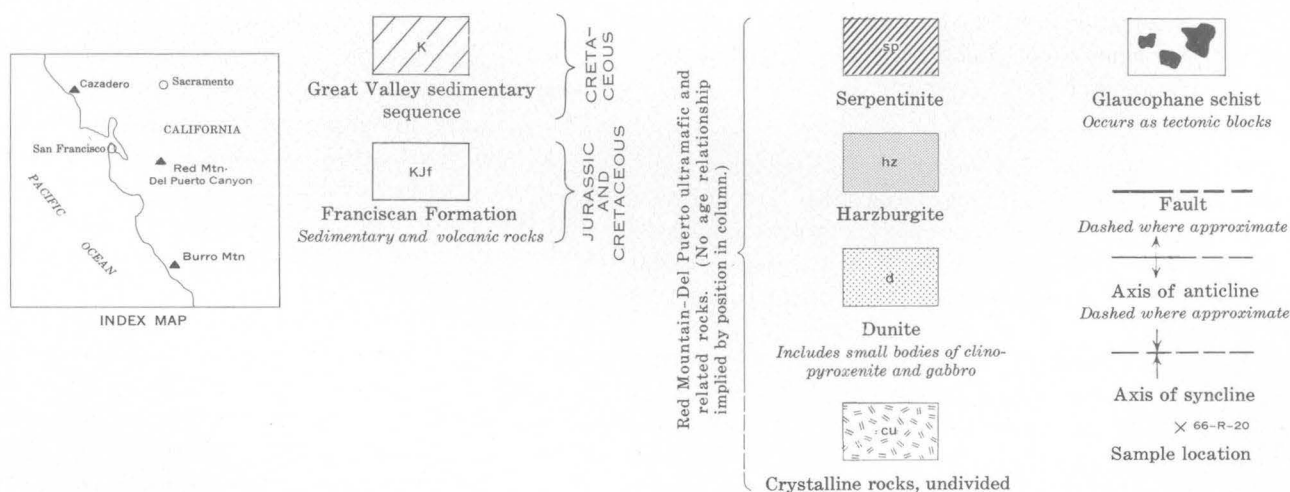 Cazadero
Sacramento
CALIFORNIA
San Francisco
Red Mtn-
Del Puerto Canyon
PACIFIC
OCEAN
Burro Mtn
INDEX MAP
K
Great Valley sedimentary
sequence
CRETA-
CEOUS
KJf
Franciscan Formation
Sedimentary and volcanic rocks
JURASSIC
AND
CRETACEOUS
Red Mountain-Del Puerto ultramafic and
related rocks. (No age relationship
implied by position in column.)
sp
Serpentinite
hz
Harzburgite
d
Dunite
Includes small bodies of clino-
pyroxenite and gabbro
cu
Crystalline rocks, undivided
Glaucophane schist
Occurs as tectonic blocks
Fault
Dashed where approximate
Axis of anticline
Dashed where approximate
Axis of syncline
× 66-R-20
Sample location